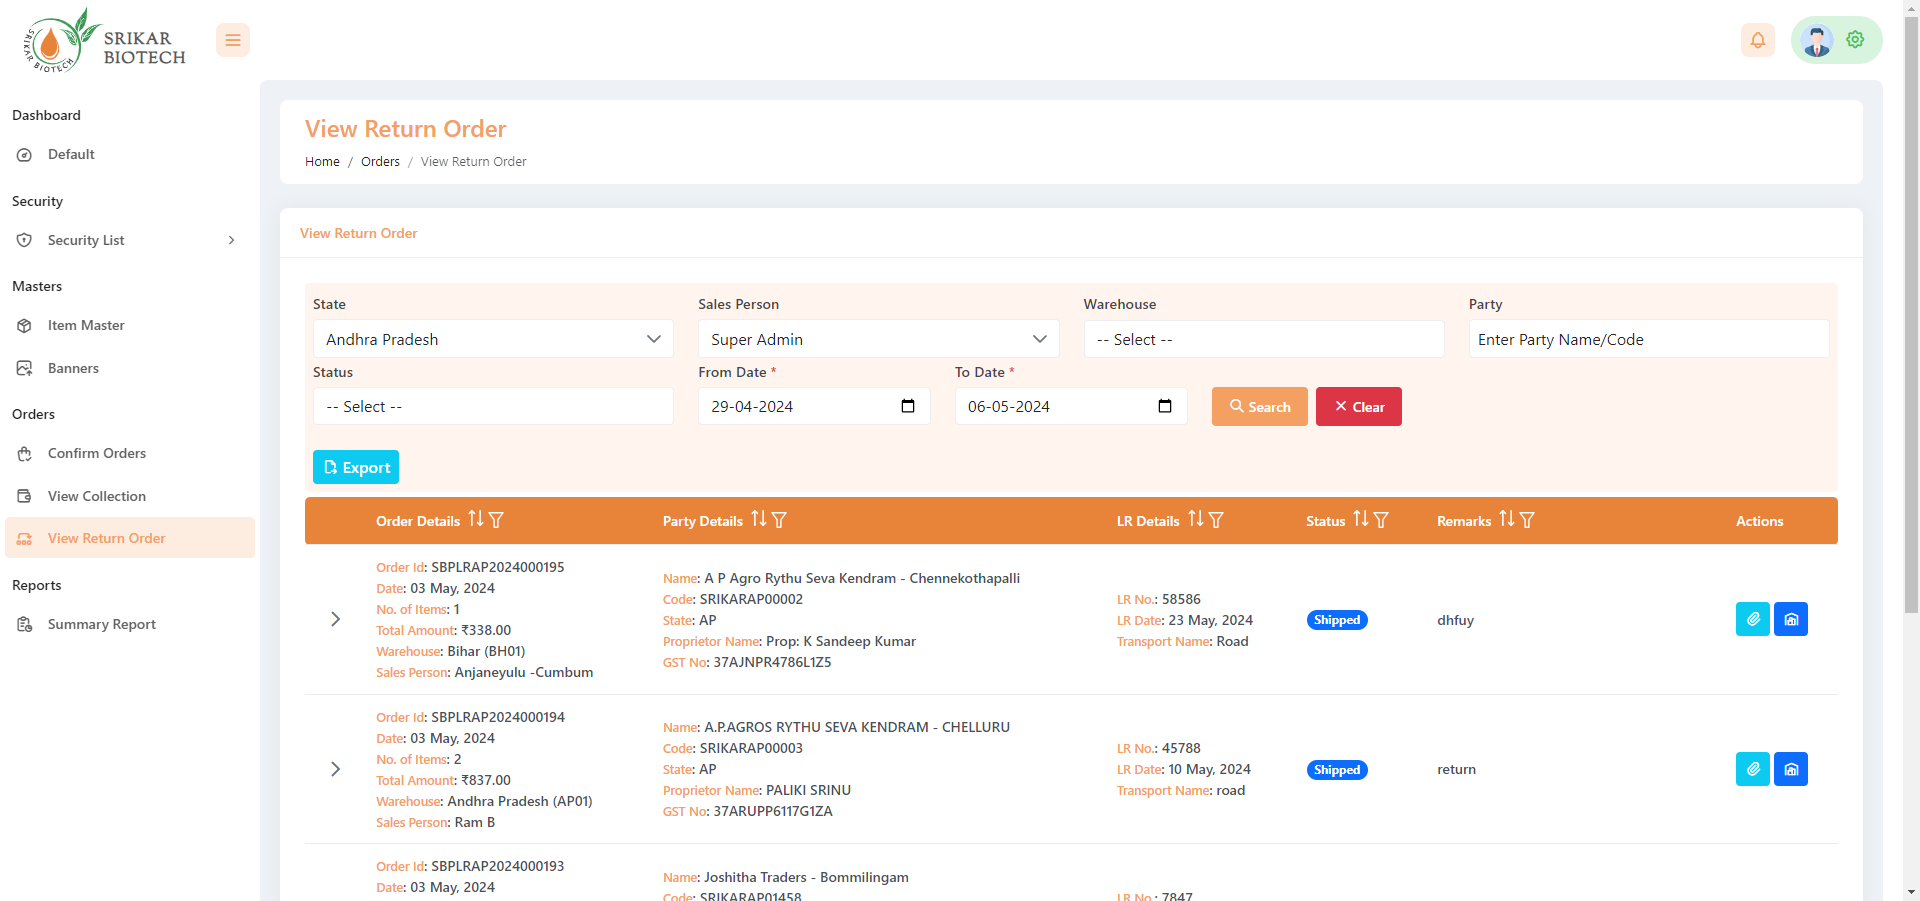 SRIKAR BIOTECH
SRIKAR
BIOTECH
Dashboard
Default
Security
Security List
Masters
Item Master
Banners
Orders
Confirm Orders
View Collection
View Return Order
Reports
Summary Report
View Return Order
Home / Orders / View Return Order
View Return Order
State
Sales Person
Warehouse
Party
Andhra Pradesh
Super Admin
-- Select --
Enter Party Name/Code
Status
From Date *
To Date *
-- Select --
29-04-2024
06-05-2024
Search
Clear
Export
Order Details
Party Details
LR Details
Status
Remarks
Actions
Order Id: SBPLRAP2024000195
Date: 03 May, 2024
No. of Items: 1
Total Amount: ₹338.00
Warehouse: Bihar (BH01)
Sales Person: Anjaneyulu -Cumbum
Name: A P Agro Rythu Seva Kendram - Chennekothapalli
Code: SRIKARAP00002
State: AP
Proprietor Name: Prop: K Sandeep Kumar
GST No: 37AJNPR4786L1Z5
LR No.: 58586
LR Date: 23 May, 2024
Transport Name: Road
Shipped
dhfuy
Order Id: SBPLRAP2024000194
Date: 03 May, 2024
No. of Items: 2
Total Amount: ₹837.00
Warehouse: Andhra Pradesh (AP01)
Sales Person: Ram B
Name: A.P.AGROS RYTHU SEVA KENDRAM - CHELLURU
Code: SRIKARAP00003
State: AP
Proprietor Name: PALIKI SRINU
GST No: 37ARUPP6117G1ZA
LR No.: 45788
LR Date: 10 May, 2024
Transport Name: road
Shipped
return
Order Id: SBPLRAP2024000193
Date: 03 May, 2024
Name: Joshitha Traders - Bommilingam
Code: SRIKARAP01458
LR No.: 7847